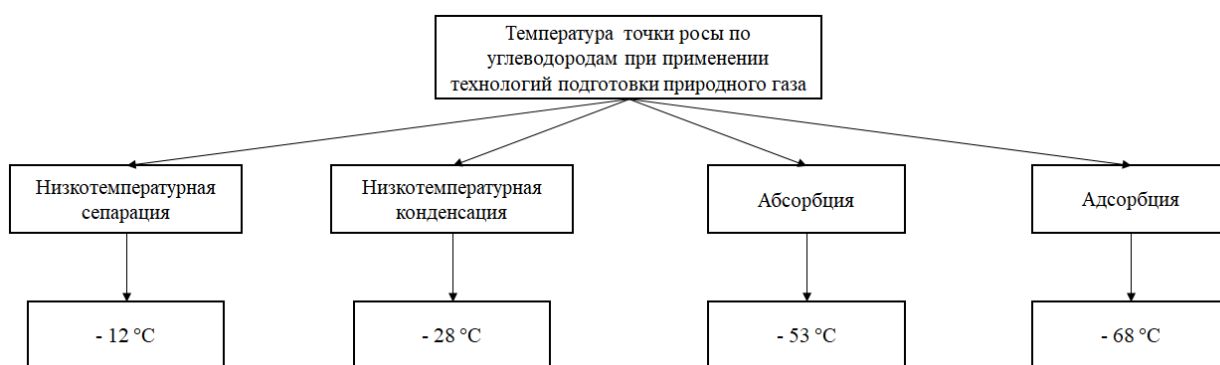 Температура точки росы по
углеводородам при применении
технологий подготовки природного газа
Низкотемпературная
сепарация
Низкотемпературная
конденсация
Абсорбция
Адсорбция
- 12 °C
- 28 °C
- 53 °C
- 68 °C